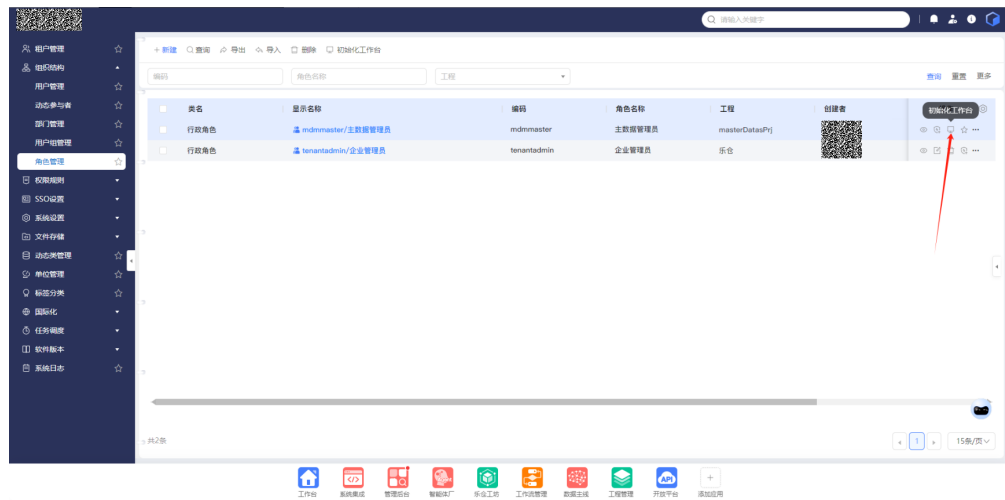 请输入关键字
租户管理
组织结构
用户管理
动态参与者
部门管理
用户组管理
角色管理
权限规则
SSO设置
系统设置
文件存储
动态类管理
单位管理
标签分类
国际化
任务调度
软件版本
系统日志
+ 新建 查询 导出 导入 删除 初始化工作台
编码 角色名称 工程 查询 重置 更多
初始化工作台
类名 显示名称 编码 角色名称 工程 创建者
行政角色 mdmmaster/主数据管理员 mdmmaster 主数据管理员 masterDatasPrj
行政角色 tenantadmin/企业管理员 tenantadmin 企业管理员 乐仓
共2条 1 15条/页
API
工作台 系统集成 管理后台 智能体厂 乐仓工坊 工作流管理 数据主线 工程管理 开放平台 添加应用